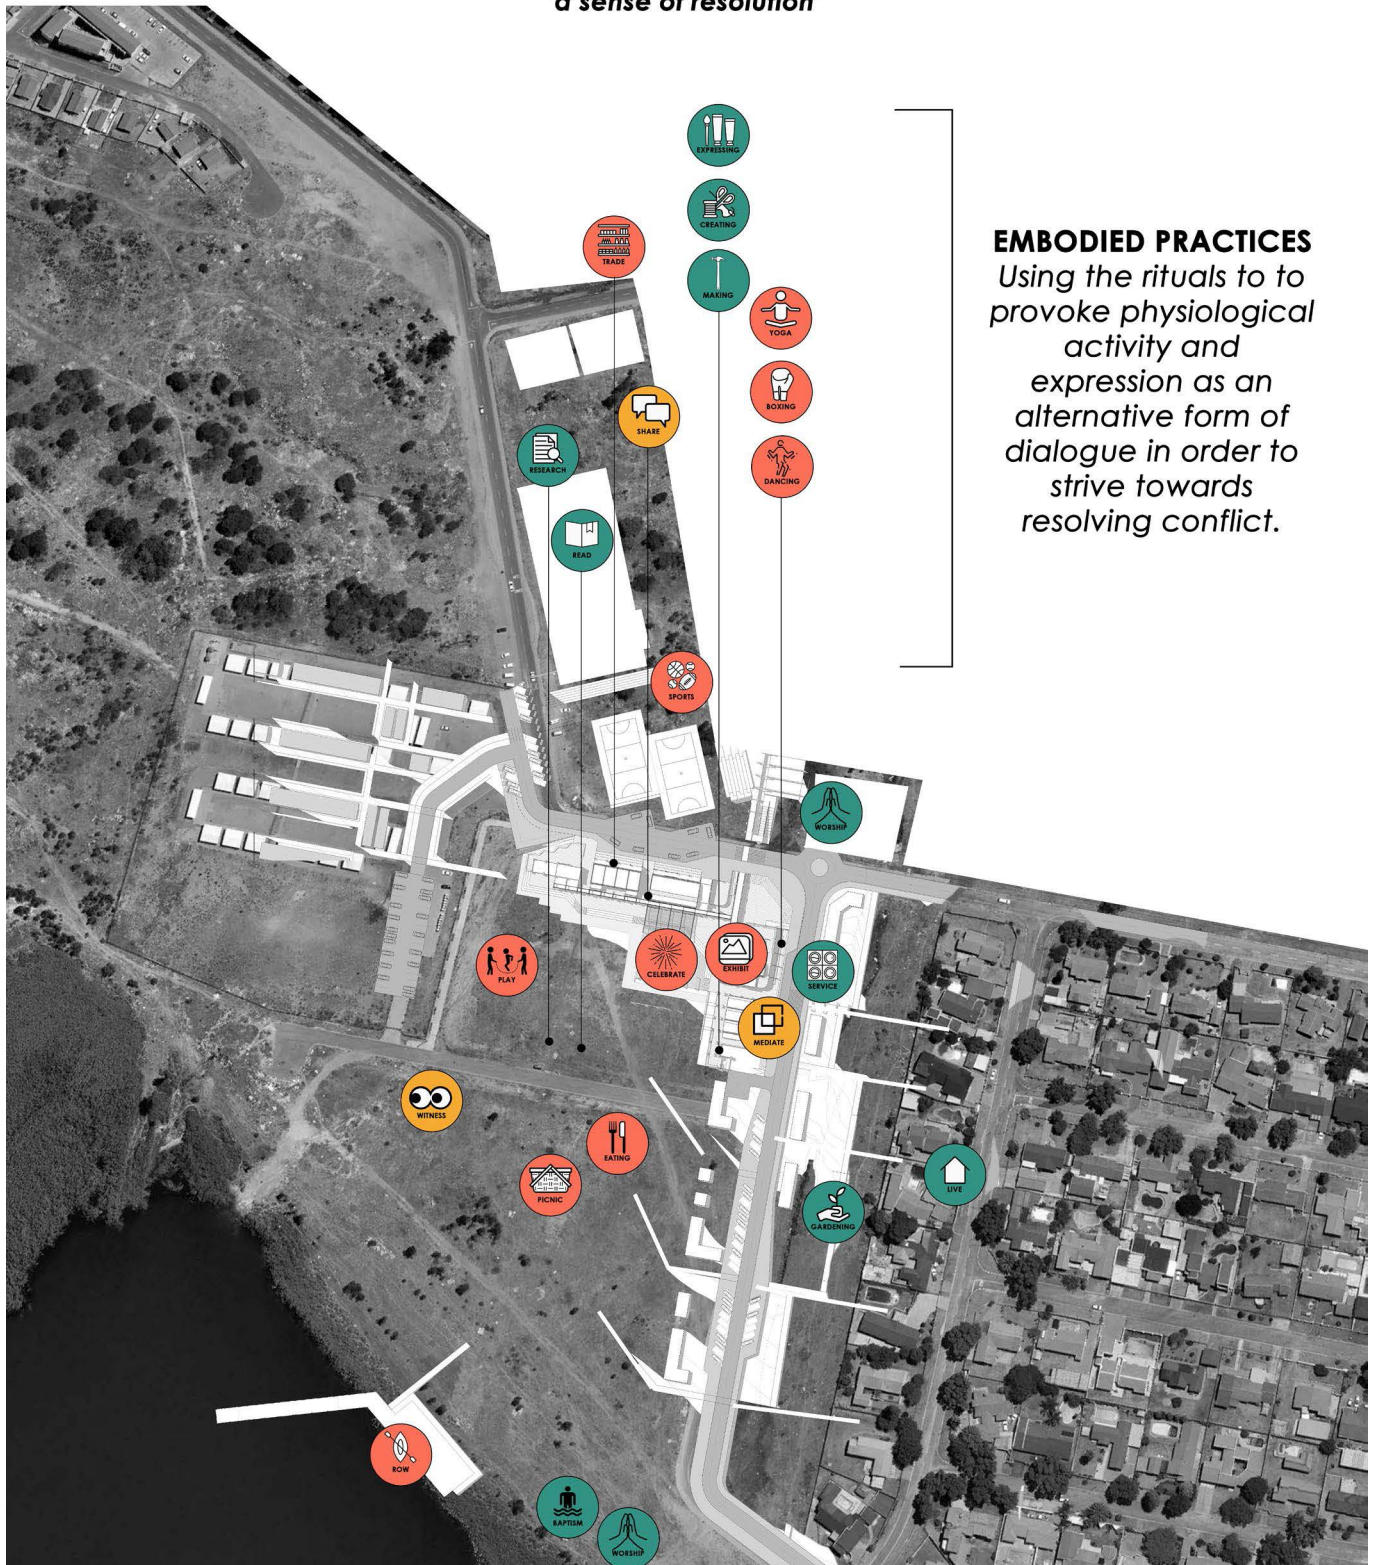 a sense of resolution
EXPRESSING
CREATING
TRADE
MAKING
YOGA
BOXING
SHARE
RESEARCH
DANCING
READ
EMBODIED PRACTICES
Using the rituals to to
provoke physiological
activity and
expression as an
alternative form of
dialogue in order to
strive towards
resolving conflict.
SPORTS
WORSHIP
PLAY
CELEBRATE
EXHIBIT
SERVICE
MEDIATE
WITNESS
EATING
PICNIC
LIVE
GARDENING
ROW
BAPTISM
WORSHIP